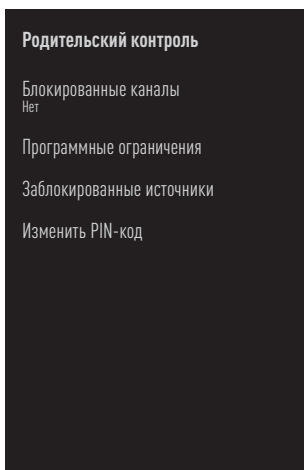 Родительский контроль
Блокированные каналы
Нет
Программные ограничения
Заблокированные источники
Изменить PIN-код